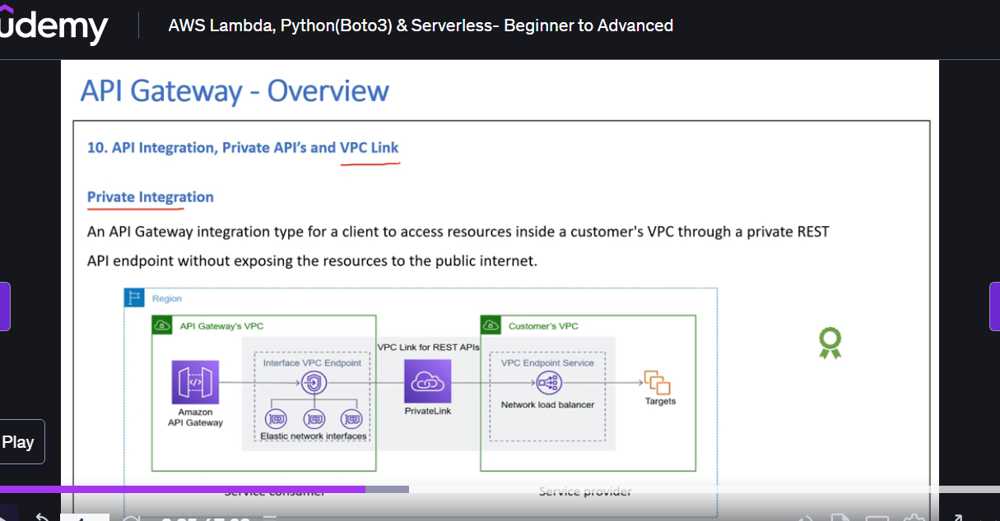 udemy
AWS Lambda, Python(Boto3) & Serverless- Beginner to Advanced
API Gateway - Overview
10. API Integration, Private API's and VPC Link
Private Integration
An API Gateway integration type for a client to access resources inside a customer's VPC through a private REST
API endpoint without exposing the resources to the public internet.
Region
API Gateway's VPC
Customer's VPC
VPC Link for REST APIs
Interface VPC Endpoint
VPC Endpoint Service
Amazon
API Gateway
PrivateLink
Network load balancer
Targets
Elastic network interfaces
Play
Service consumer
Service provider